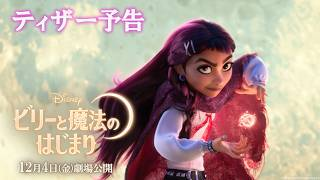 ティザー予告
Disney
ビリーと魔法の
はじまり
12月4日(金)劇場公開